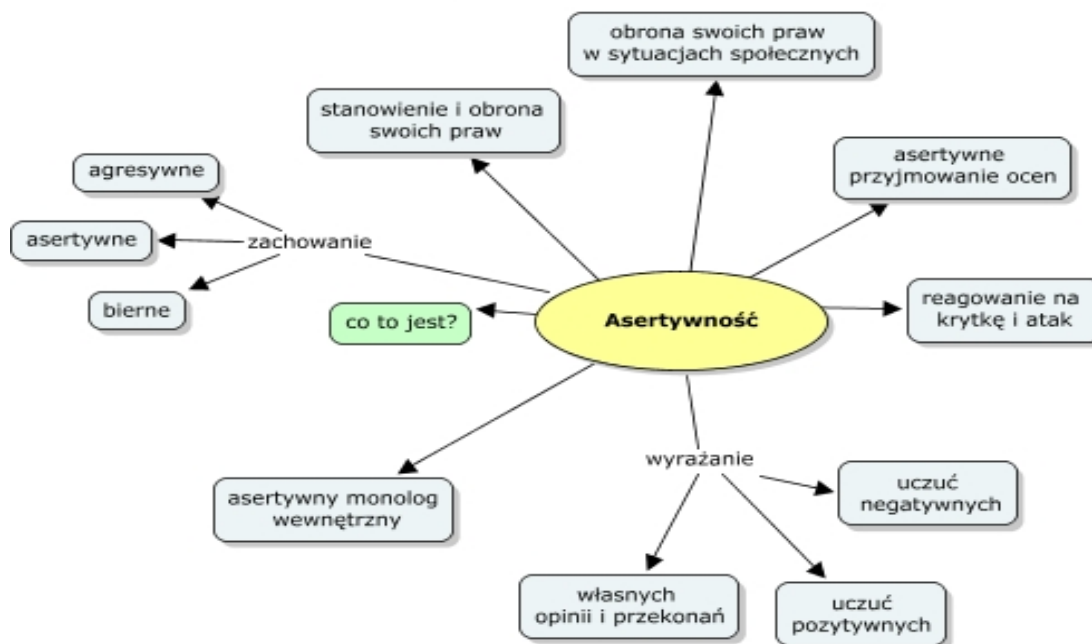 obrona swoich praw
w sytuacjach społecznych
stanowienie i obrona
swoich praw
asertywne
przyjmowanie ocen
agresywne
asertywne
zachowanie
bierne
co to jest?
Asertywność
reagowanie na
krytkę i atak
wyrażanie
asertywny monolog
wewnętrzny
uczuć
negatywnych
własnych
opinii i przekonań
uczuć
pozytywnych